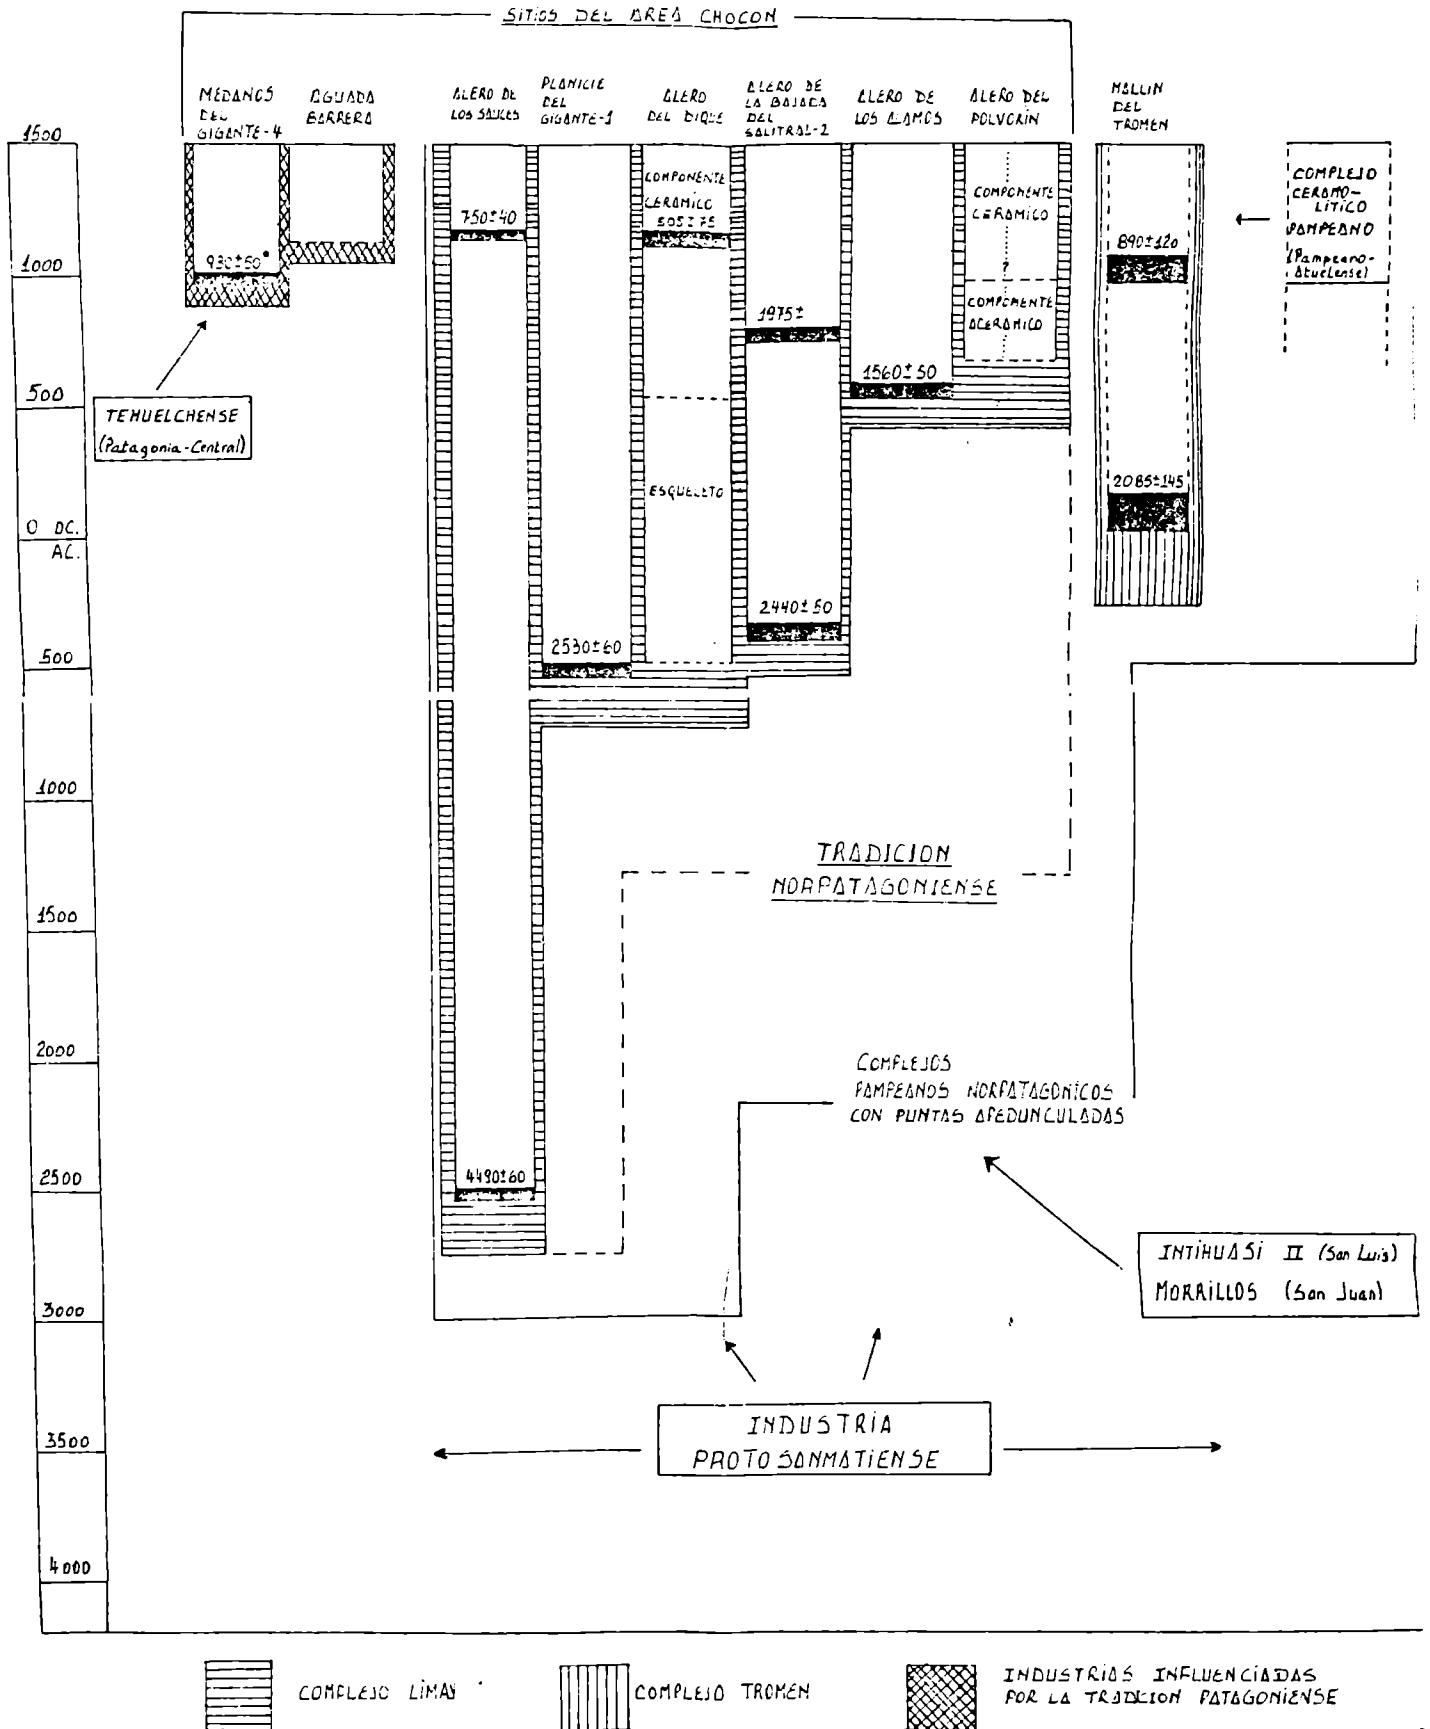 SITIOS DEL AREA CHOCON
MEDANOS
DEL
GIGANTE-4
AGUADA
BARRERA
ALERO DE
LOS SAUCES
PLANICIE
DEL
GIGANTE-1
ALERO
DEL DIQUE
ALERO DE
LA BAJADA
DEL
SALITRAL-2
ALERO DE
LOS ALAMOS
ALERO DEL
POLVORIN
MALLIN
DEL
TROMEN
1500
1000
500
0 DC.
AC.
500
1000
1500
2000
2500
3000
3500
4000
930±60
750±40
COMPONENTE
CERAMICO
505±75
ESQUELETO
1975±
2440±50
2530±60
4490±60
1560±50
COMPONENTE
CERAMICO
?
COMPONENTE
ACERAMICO
890±120
2085±145
COMPLEJO
CERAMO-
LITICO
PAMPEANO
(Pampeano-
Atuelense)
TEHUELCHENSE
(Patagonia-Central)
TRADICION
NORPATAGONIENSE
COMPLEJOS
PAMPEANOS NORPATAGONICOS
CON PUNTAS APEDUNCULADAS
INTIHUASI II (San Luis)
MORRILLOS (San Juan)
INDUSTRIA
PROTOSANMATIENSE
COMPLEJO LIMAY
COMPLEJO TROMEN
INDUSTRIAS INFLUENCIADAS
POR LA TRADICION PATAGONIENSE